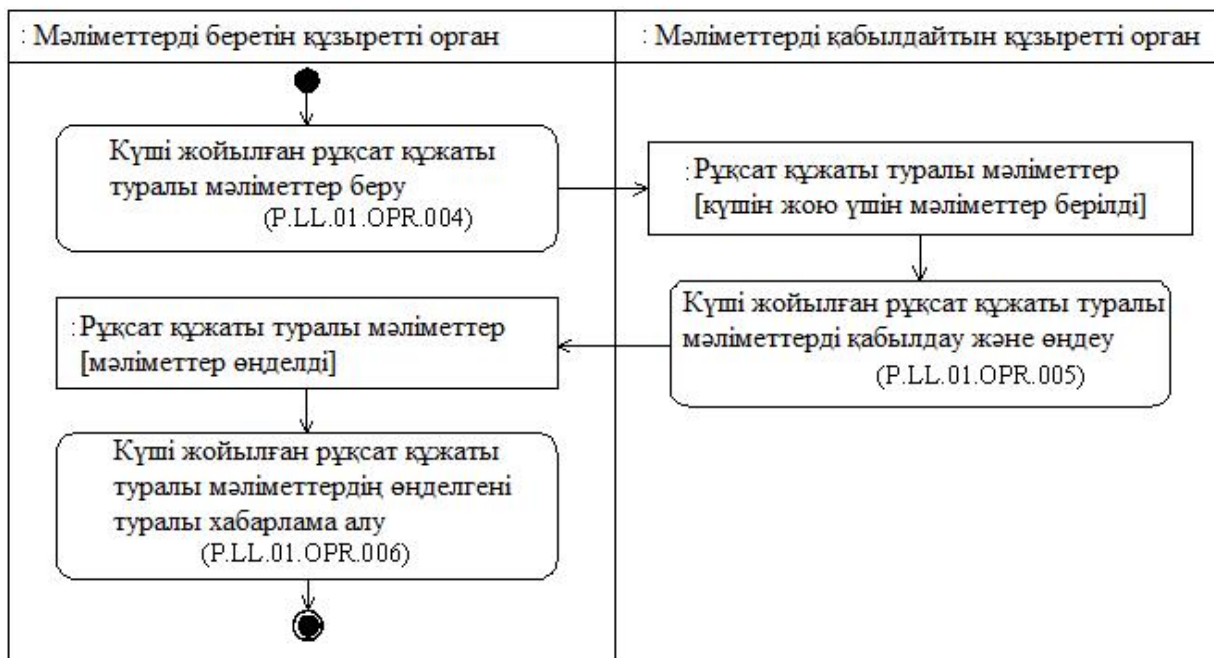 : Мәліметтерді беретін құзыретті орган
: Мәліметтерді қабылдайтын құзыретті орган
Күші жойылған рұқсат құжаты
туралы мәліметтер беру
(P.LL.01.OPR.004)
:Рұқсат құжаты туралы мәліметтер
[күшін жою үшін мәліметтер берілді]
Күші жойылған рұқсат құжаты туралы
мәліметтерді қабылдау және өңдеу
(P.LL.01.OPR.005)
:Рұқсат құжаты туралы мәліметтер
[мәліметтер өңделді]
Күші жойылған рұқсат құжаты
туралы мәліметтердің өңделгені
туралы хабарлама алу
(P.LL.01.OPR.006)